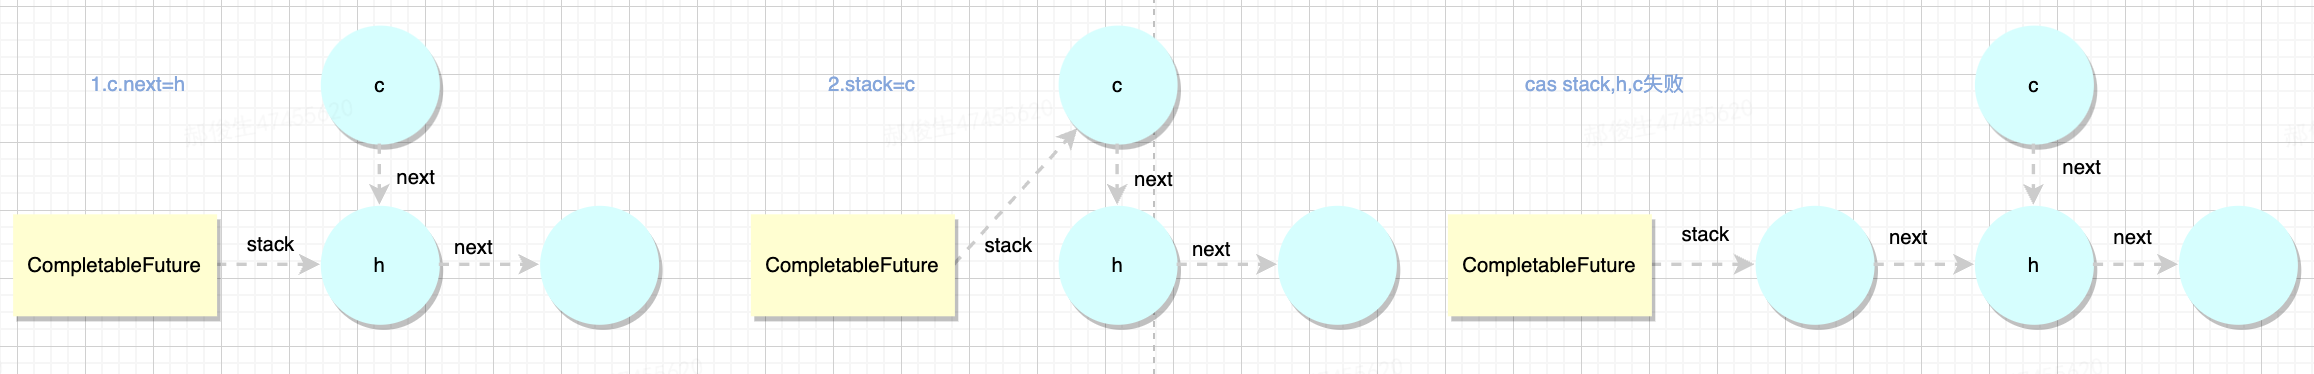 1.c.next=h
c
next
CompletableFuture
stack
h
next
2.stack=c
c
next
CompletableFuture
stack
h
next
cas stack,h,c失败
c
next
CompletableFuture
stack
next
h
next